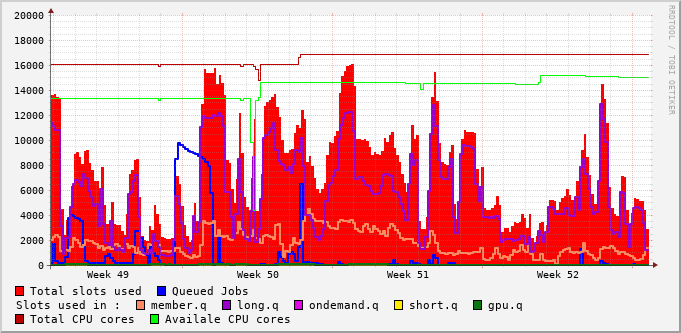 RRDTOOL / TOBI OETIKER
20000
18000
16000
14000
12000
10000
8000
6000
4000
2000
0
Week 49 Week 50 Week 51 Week 52
Total slots used Queued Jobs
Slots used in : member.q long.q ondemand.q short.q gpu.q
Total CPU cores Availale CPU cores